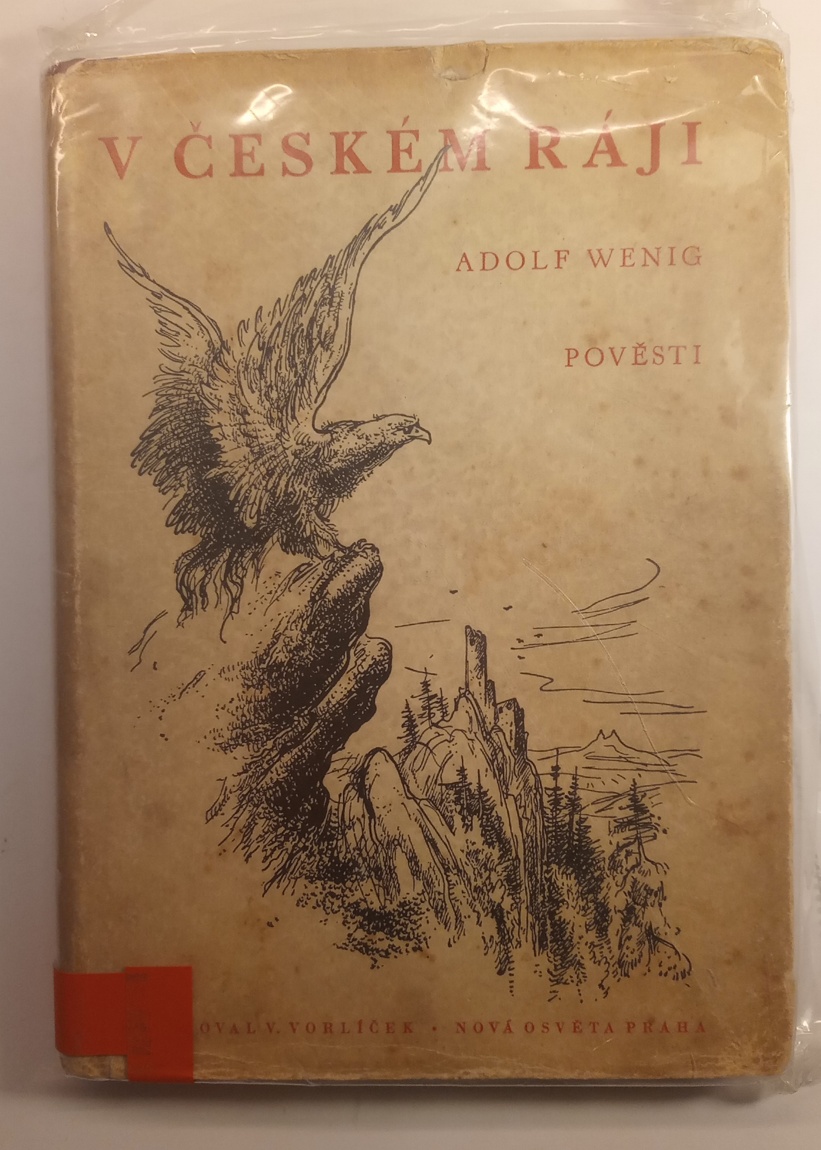 V ČESKÉM RÁJI
ADOLF WENIG
POVĚSTI
OVAL V. VORLÍČEK • NOVÁ OSVĚTA PRAHA